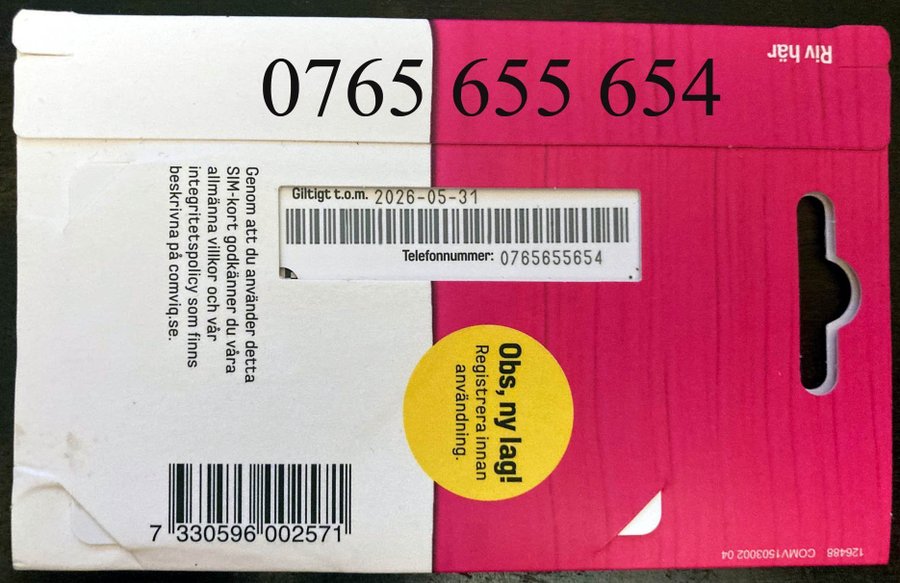 Riv här
0765 655 654
Giltigt t.o.m. 2026-05-31
Telefonnummer: 0765655654
Genom att du använder detta
SIM-kort godkänner du våra
allmänna villkor och vår
integritetspolicy som finns
beskrivna på comviq.se.
Obs, ny lag!
Registrera innan
användning.
7 330596 002571
126488 COMV1503002 04